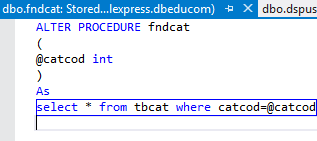 dbo.fndcat: Stored...lexpress.dbeducom)
dbo.dspus
ALTER PROCEDURE fndcat
(
@catcod int
)
As
select * from tbcat where catcod=@catcod